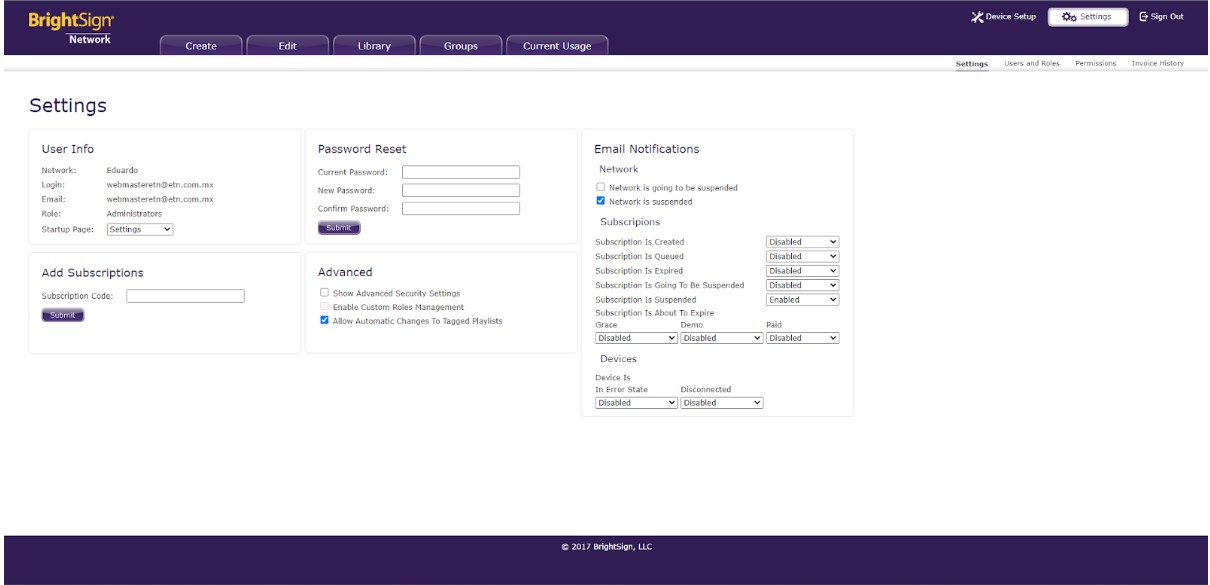 BrightSign®
Network
Create
Edit
Library
Groups
Current Usage
Device Setup
Settings
Sign Out
Settings
Users and Roles
Permissions
Invoice History
Settings
User Info
Network: Eduardo
Login: webmasteretn@etn.com.mx
Email: webmasteretn@etn.com.mx
Role: Administrators
Startup Page: Settings
Add Subscriptions
Subscription Code:
Submit
Password Reset
Current Password:
New Password:
Confirm Password:
Submit
Advanced
Show Advanced Security Settings
Enable Custom Roles Management
Allow Automatic Changes To Tagged Playlists
Email Notifications
Network
Network is going to be suspended
Network is suspended
Subscripions
Subscription Is Created Disabled
Subscription Is Queued Disabled
Subscription Is Expired Disabled
Subscription Is Going To Be Suspended Disabled
Subscription Is Suspended Enabled
Subscription Is About To Expire
Grace Demo Paid
Disabled Disabled Disabled
Devices
Device Is
In Error State Disconnected
Disabled Disabled
© 2017 BrightSign, LLC